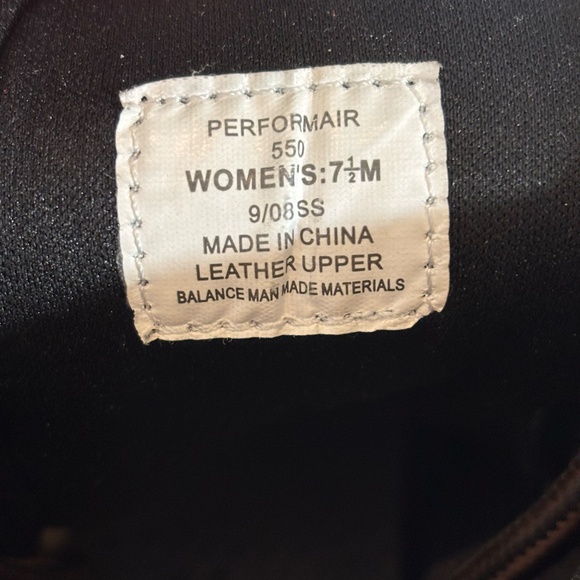 PERFORMAIR
550
WOMEN'S:7½M
9/08SS
MADE IN CHINA
LEATHER UPPER
BALANCE MAN MADE MATERIALS